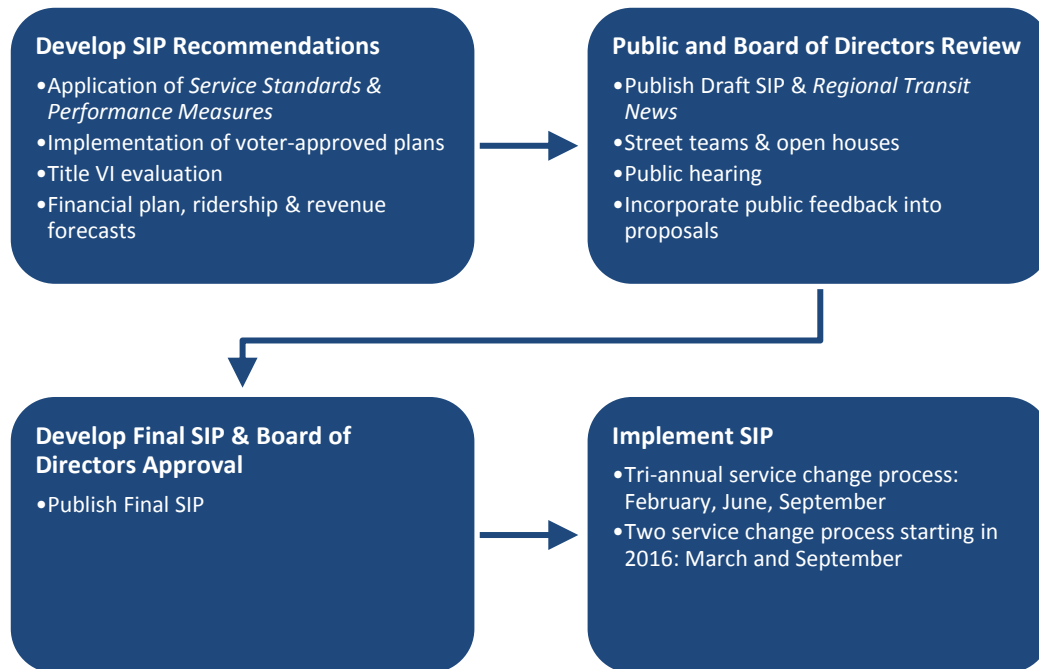 Develop SIP Recommendations
•Application of Service Standards &
Performance Measures
•Implementation of voter-approved plans
•Title VI evaluation
•Financial plan, ridership & revenue
forecasts
Public and Board of Directors Review
•Publish Draft SIP & Regional Transit
News
•Street teams & open houses
•Public hearing
•Incorporate public feedback into
proposals
Develop Final SIP & Board of
Directors Approval
•Publish Final SIP
Implement SIP
•Tri-annual service change process:
February, June, September
•Two service change process starting in
2016: March and September